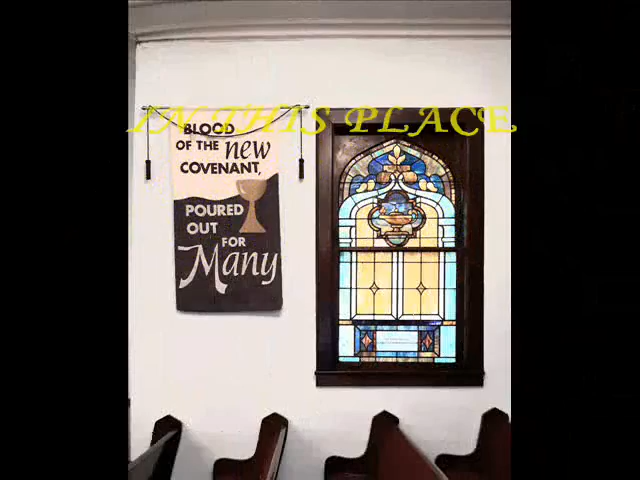 IN THIS PLACE
BLOOD
OF THE new
COVENANT,
POURED
OUT
FOR
Many